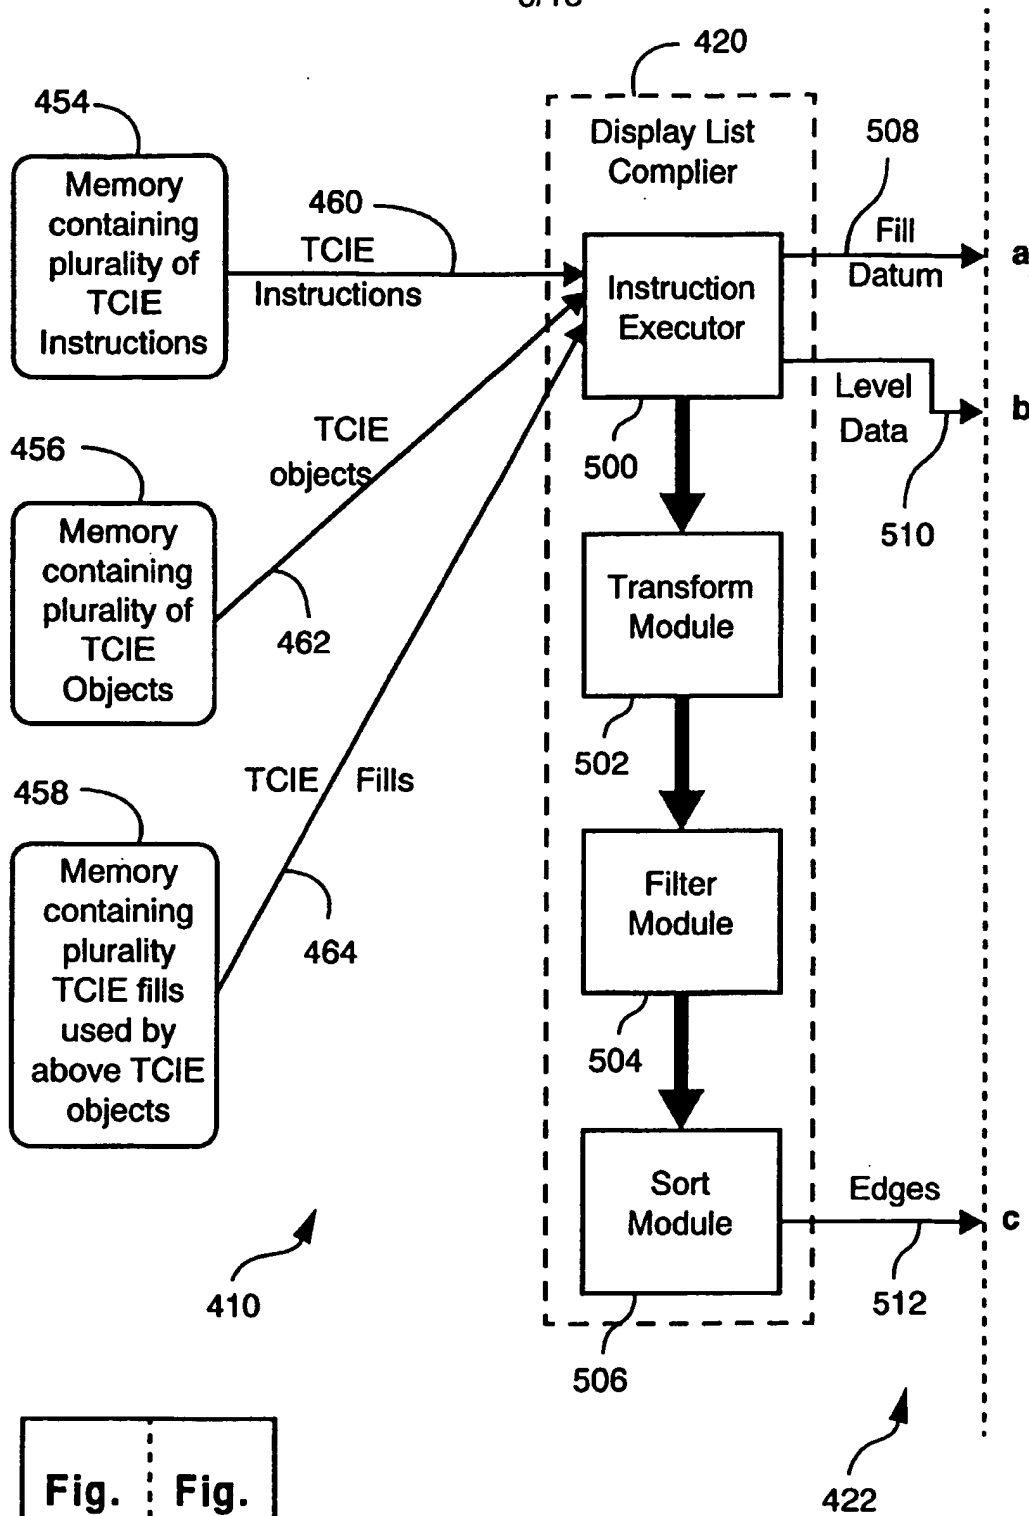 420
454
Display List
Complier
508
Memory
containing
plurality of
TCIE
Instructions
460
TCIE
Instructions
Instruction
Executor
Fill
Datum
a
Level
Data
b
500
510
456
TCIE
objects
Memory
containing
plurality of
TCIE
Objects
462
Transform
Module
502
458
TCIE Fills
Memory
containing
plurality
TCIE fills
used by
above TCIE
objects
464
Filter
Module
504
Sort
Module
Edges
c
512
410
506
422
Fig. Fig.